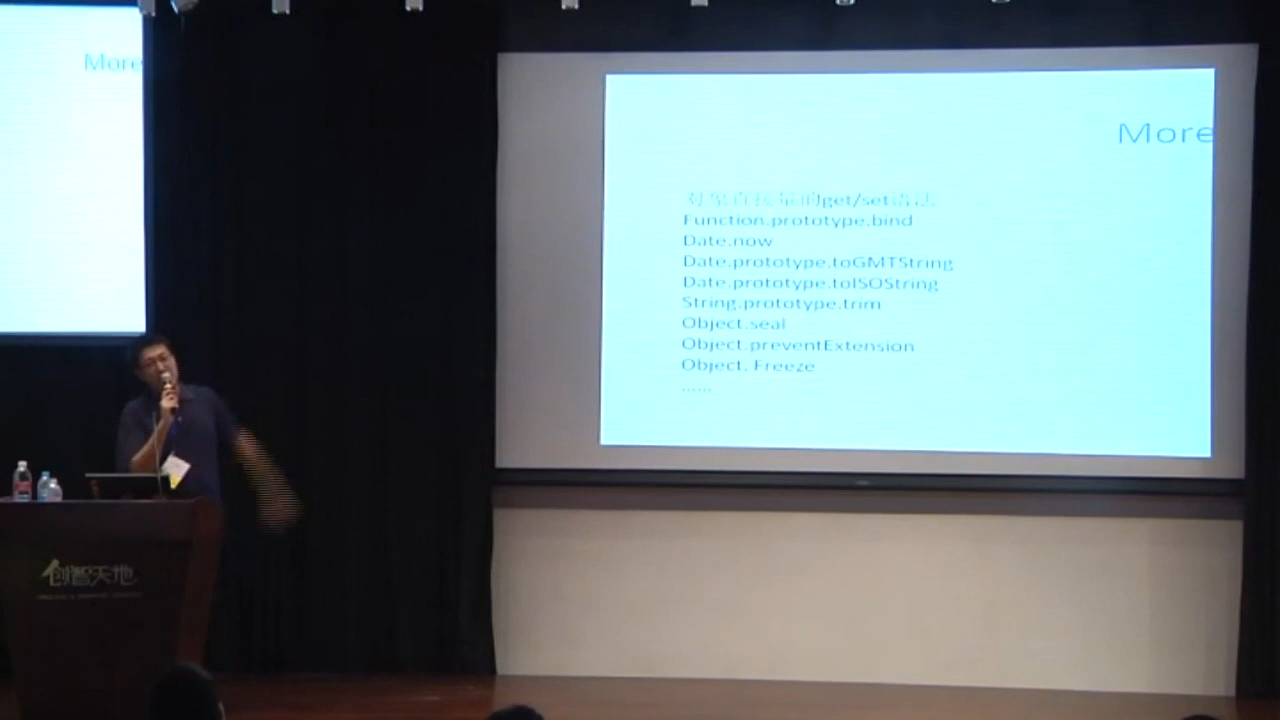 More
More
对象直接量的get/set语法
Function.prototype.bind
Date.now
Date.prototype.toGMTString
Date.prototype.toISOString
String.prototype.trim
Object.seal
Object.preventExtension
Object. Freeze
......
创智天地